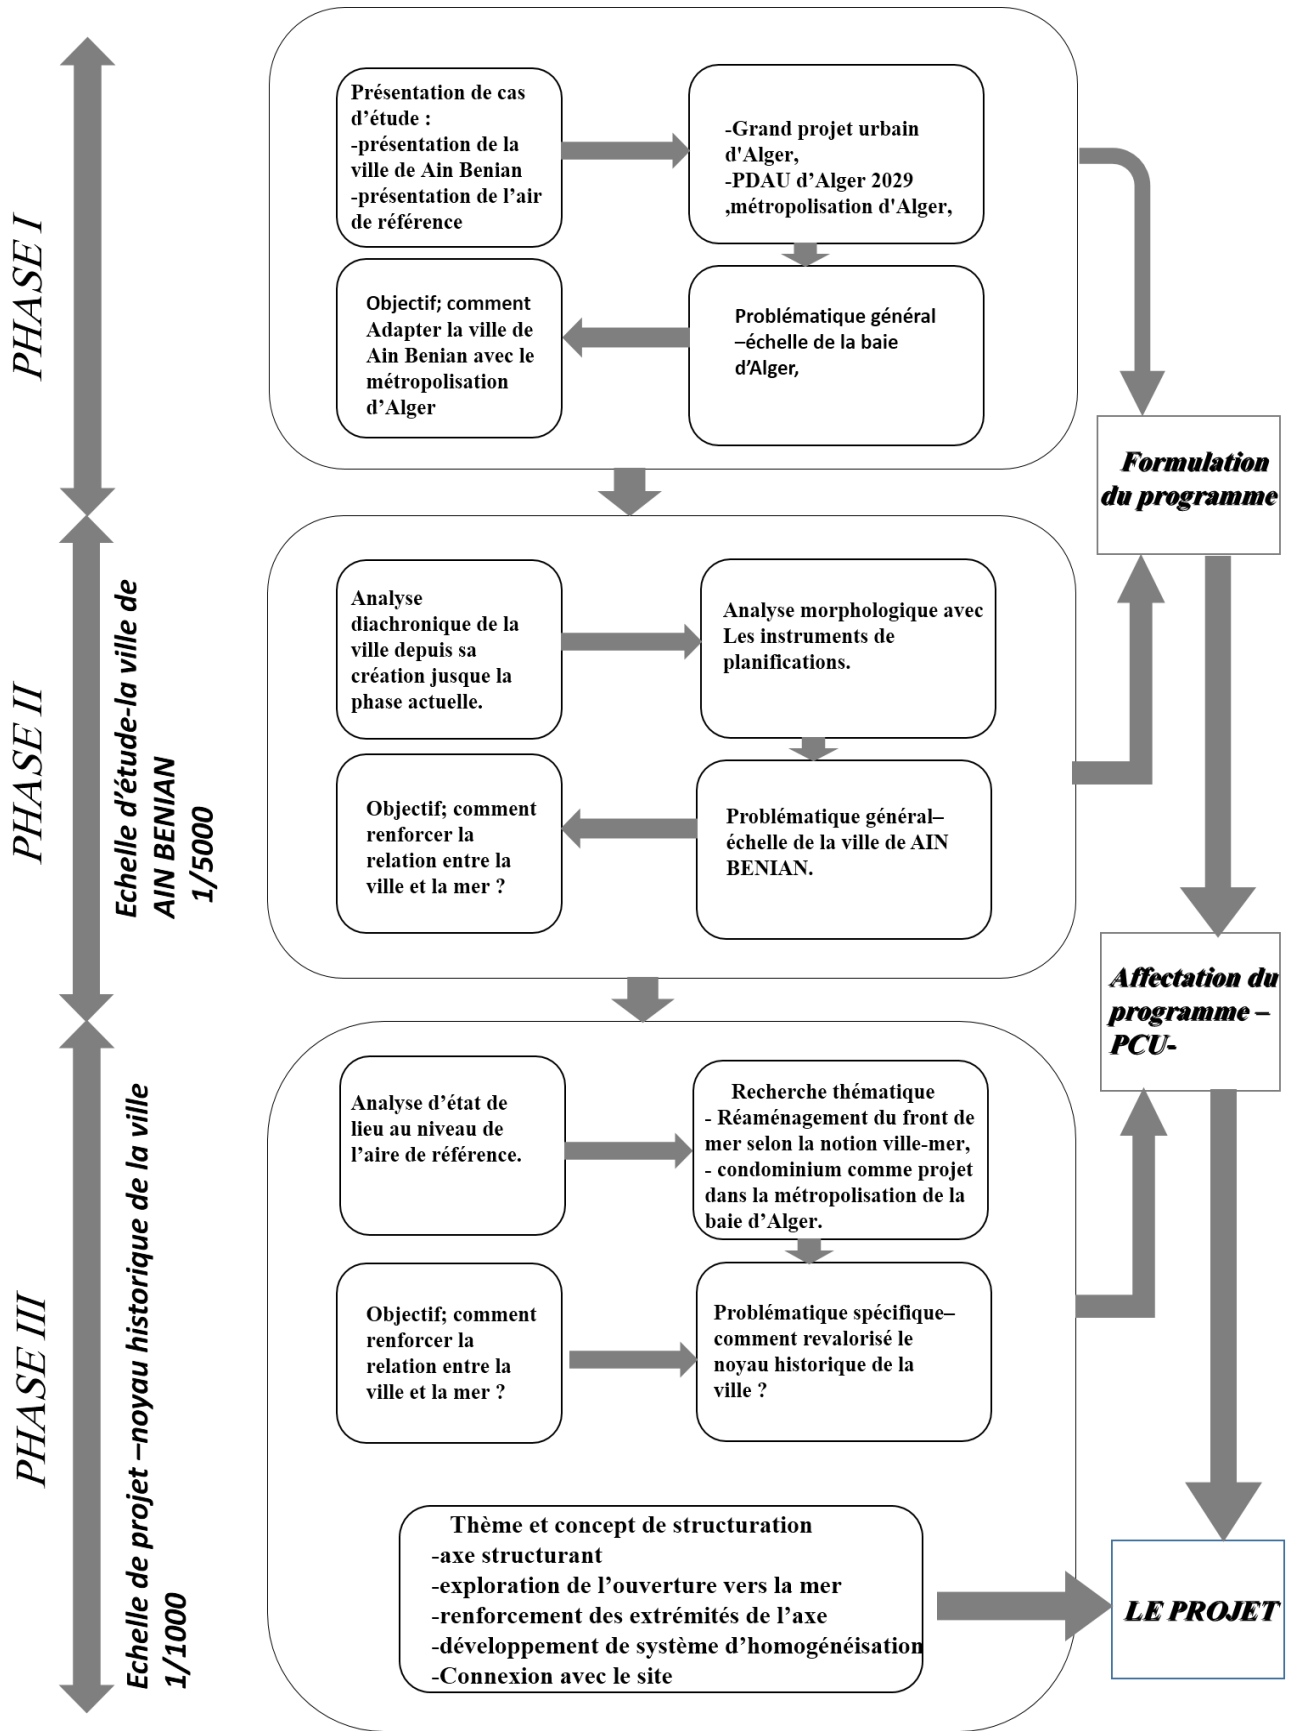 PHASE I
Présentation de cas
d’étude :
-présentation de la
ville de Ain Benian
-présentation de l’air
de référence
-Grand projet urbain
d'Alger,
-PDAU d’Alger 2029
,métropolisation d'Alger,
Objectif; comment
Adapter la ville de
Ain Benian avec le
métropolisation
d’Alger
Problématique général
–échelle de la baie
d’Alger,
Formulation
du programme
PHASE II
Echelle d’étude-la ville de
AIN BENIAN
1/5000
Analyse
diachronique de la
ville depuis sa
création jusque la
phase actuelle.
Analyse morphologique avec
Les instruments de
planifications.
Objectif; comment
renforcer la
relation entre la
ville et la mer ?
Problématique général–
échelle de la ville de AIN
BENIAN.
Affectation du
programme –
PCU-
PHASE III
Echelle de projet –noyau historique de la ville
1/1000
Analyse d’état de
lieu au niveau de
l’aire de référence.
Recherche thématique
- Réaménagement du front de
mer selon la notion ville-mer,
- condominium comme projet
dans la métropolisation de la
baie d’Alger.
Objectif; comment
renforcer la
relation entre la
ville et la mer ?
Problématique spécifique–
comment revalorisé le
noyau historique de la
ville ?
Thème et concept de structuration
-axe structurant
-exploration de l’ouverture vers la mer
-renforcement des extrémités de l’axe
-développement de système d’homogénéisation
-Connexion avec le site
LE PROJET